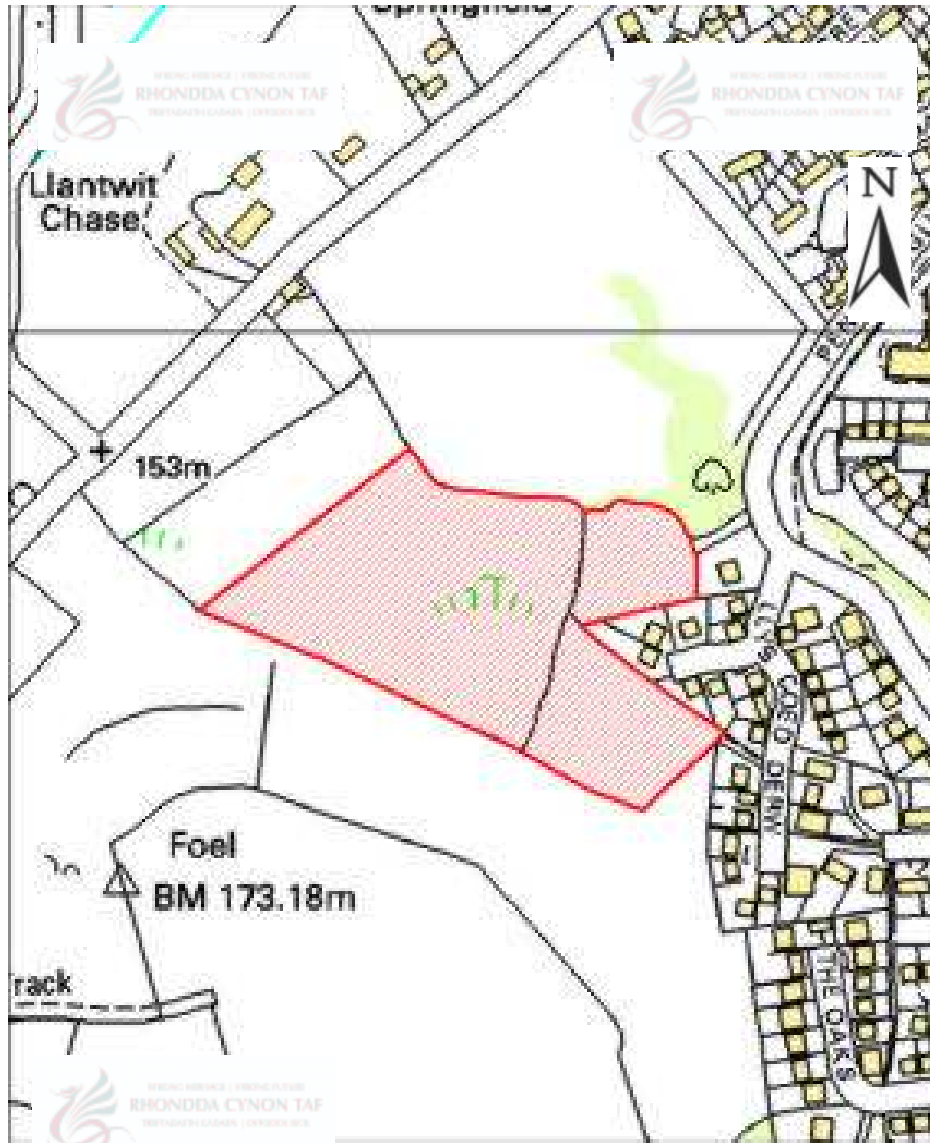 RHONDDA CYNON TAF
RHONDDA CYNON TAF
Llantwit
Chase
N
153m
LLYS
COED DERW
Foel
BM 173.18m
rack
THE OAKS
RHONDDA CYNON TAF